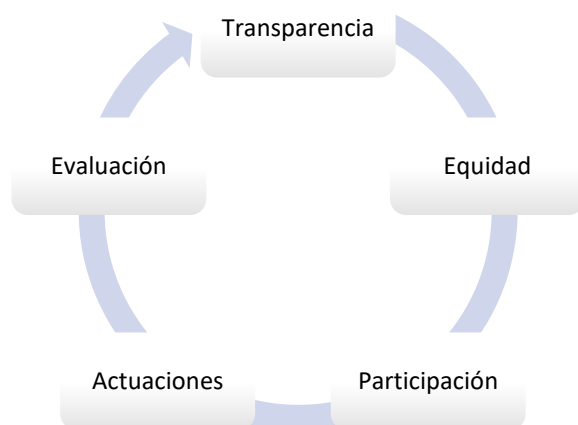 Transparencia
Equidad
Participación
Actuaciones
Evaluación